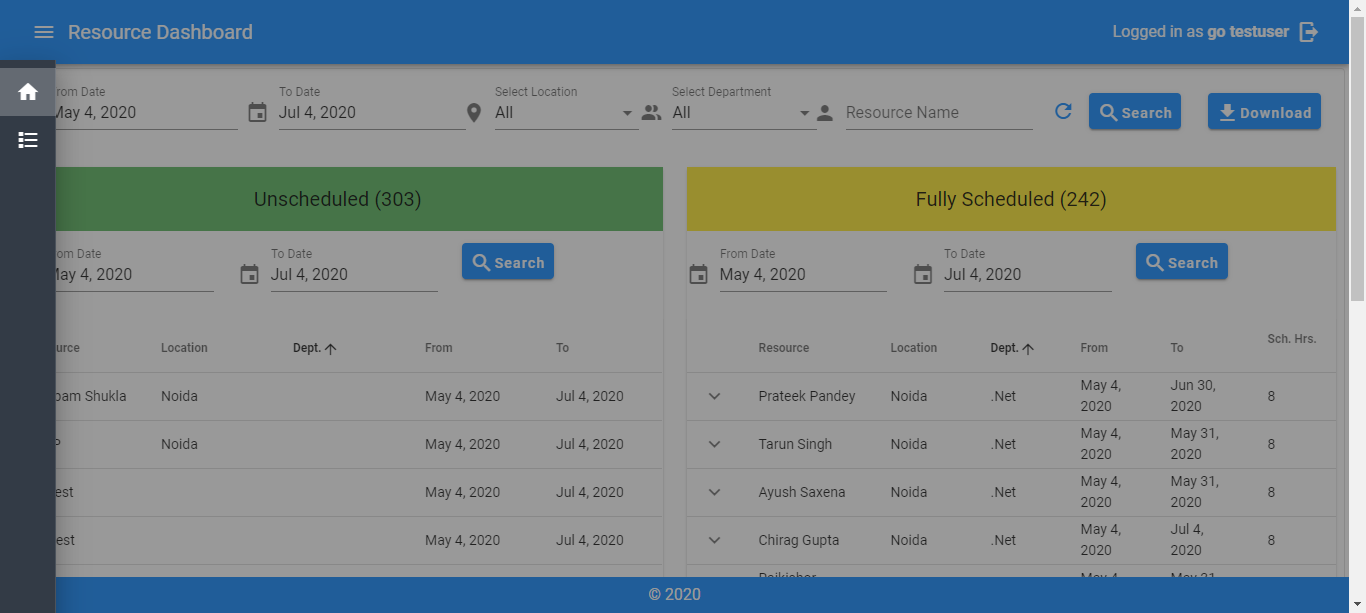 Resource Dashboard
Logged in as go testuser
rom Date
May 4, 2020
To Date
Jul 4, 2020
Select Location
All
Select Department
All
Resource Name
Search
Download
Unscheduled (303)
Fully Scheduled (242)
om Date
May 4, 2020
To Date
Jul 4, 2020
Search
From Date
May 4, 2020
To Date
Jul 4, 2020
Search
urce Location Dept. From To
Resource Location Dept. From To Sch. Hrs.
bam Shukla Noida May 4, 2020 Jul 4, 2020
P Noida May 4, 2020 Jul 4, 2020
est May 4, 2020 Jul 4, 2020
est May 4, 2020 Jul 4, 2020
Prateek Pandey Noida .Net May 4, 2020 Jun 30, 2020 8
Tarun Singh Noida .Net May 4, 2020 May 31, 2020 8
Ayush Saxena Noida .Net May 4, 2020 May 31, 2020 8
Chirag Gupta Noida .Net May 4, 2020 Jul 4, 2020 8
© 2020